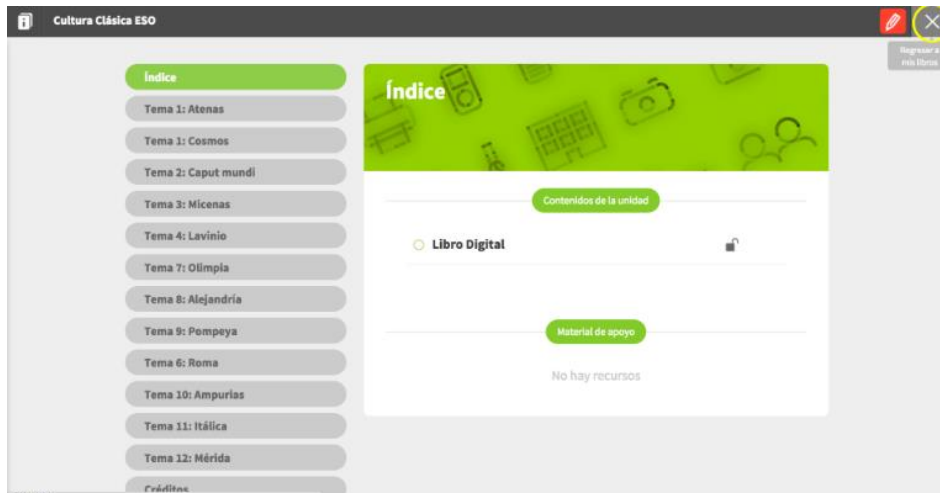 Cultura Clásica ESO
Regresar a
mis libros
Índice
Tema 1: Atenas
Tema 1: Cosmos
Tema 2: Caput mundi
Tema 3: Micenas
Tema 4: Lavinio
Tema 7: Olimpia
Tema 8: Alejandría
Tema 9: Pompeya
Tema 6: Roma
Tema 10: Ampurias
Tema 11: Itálica
Tema 12: Mérida
Créditos
Índice
Contenidos de la unidad
Libro Digital
Material de apoyo
No hay recursos